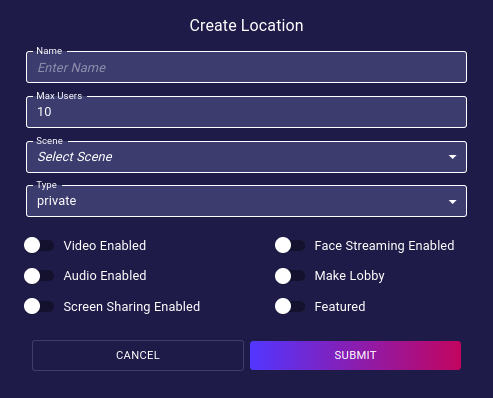 Create Location
Name
Enter Name
Max Users
10
Scene
Select Scene
Type
private
Video Enabled
Face Streaming Enabled
Audio Enabled
Make Lobby
Screen Sharing Enabled
Featured
CANCEL
SUBMIT